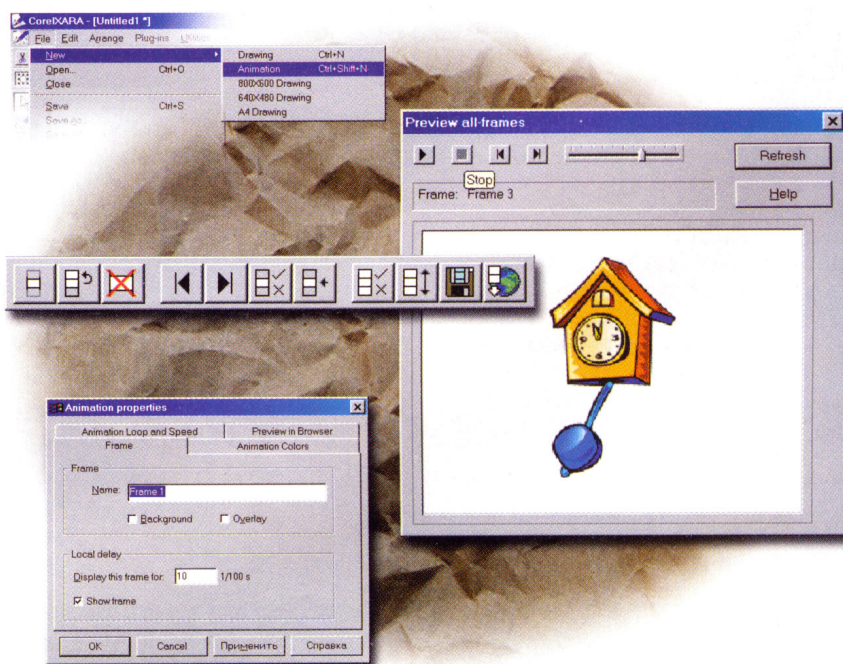 CorelXARA - [Untitled1 *]
File Edit Arrange Plug-ins Utilities
New
Open... Ctrl+O
Close
Save Ctrl+S
Save As...
Drawing Ctrl+N
Animation Ctrl+Shift+N
800X600 Drawing
640X480 Drawing
A4 Drawing
Preview all frames
Refresh
Stop
Frame: Frame 3
Help
Animation properties
Animation Loop and Speed Preview in Browser
Frame Animation Colors
Frame
Name: Frame 1
Background Overlay
Local delay
Display this frame for: 10 1/100 s
Show frame
OK Cancel Применить Справка